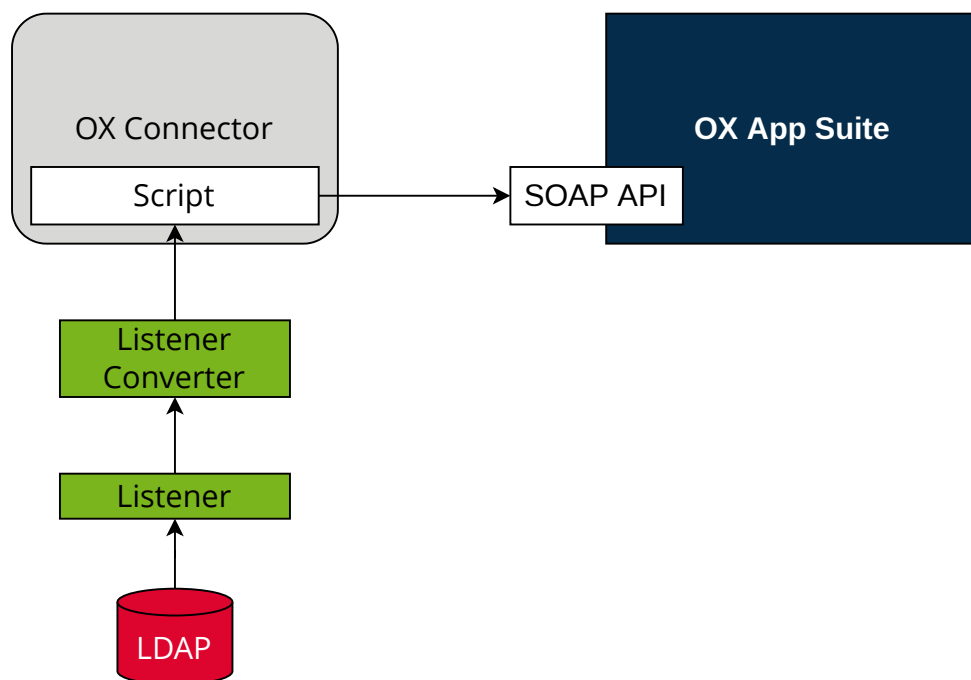 OX Connector
Script
OX App Suite
SOAP API
Listener
Converter
Listener
LDAP